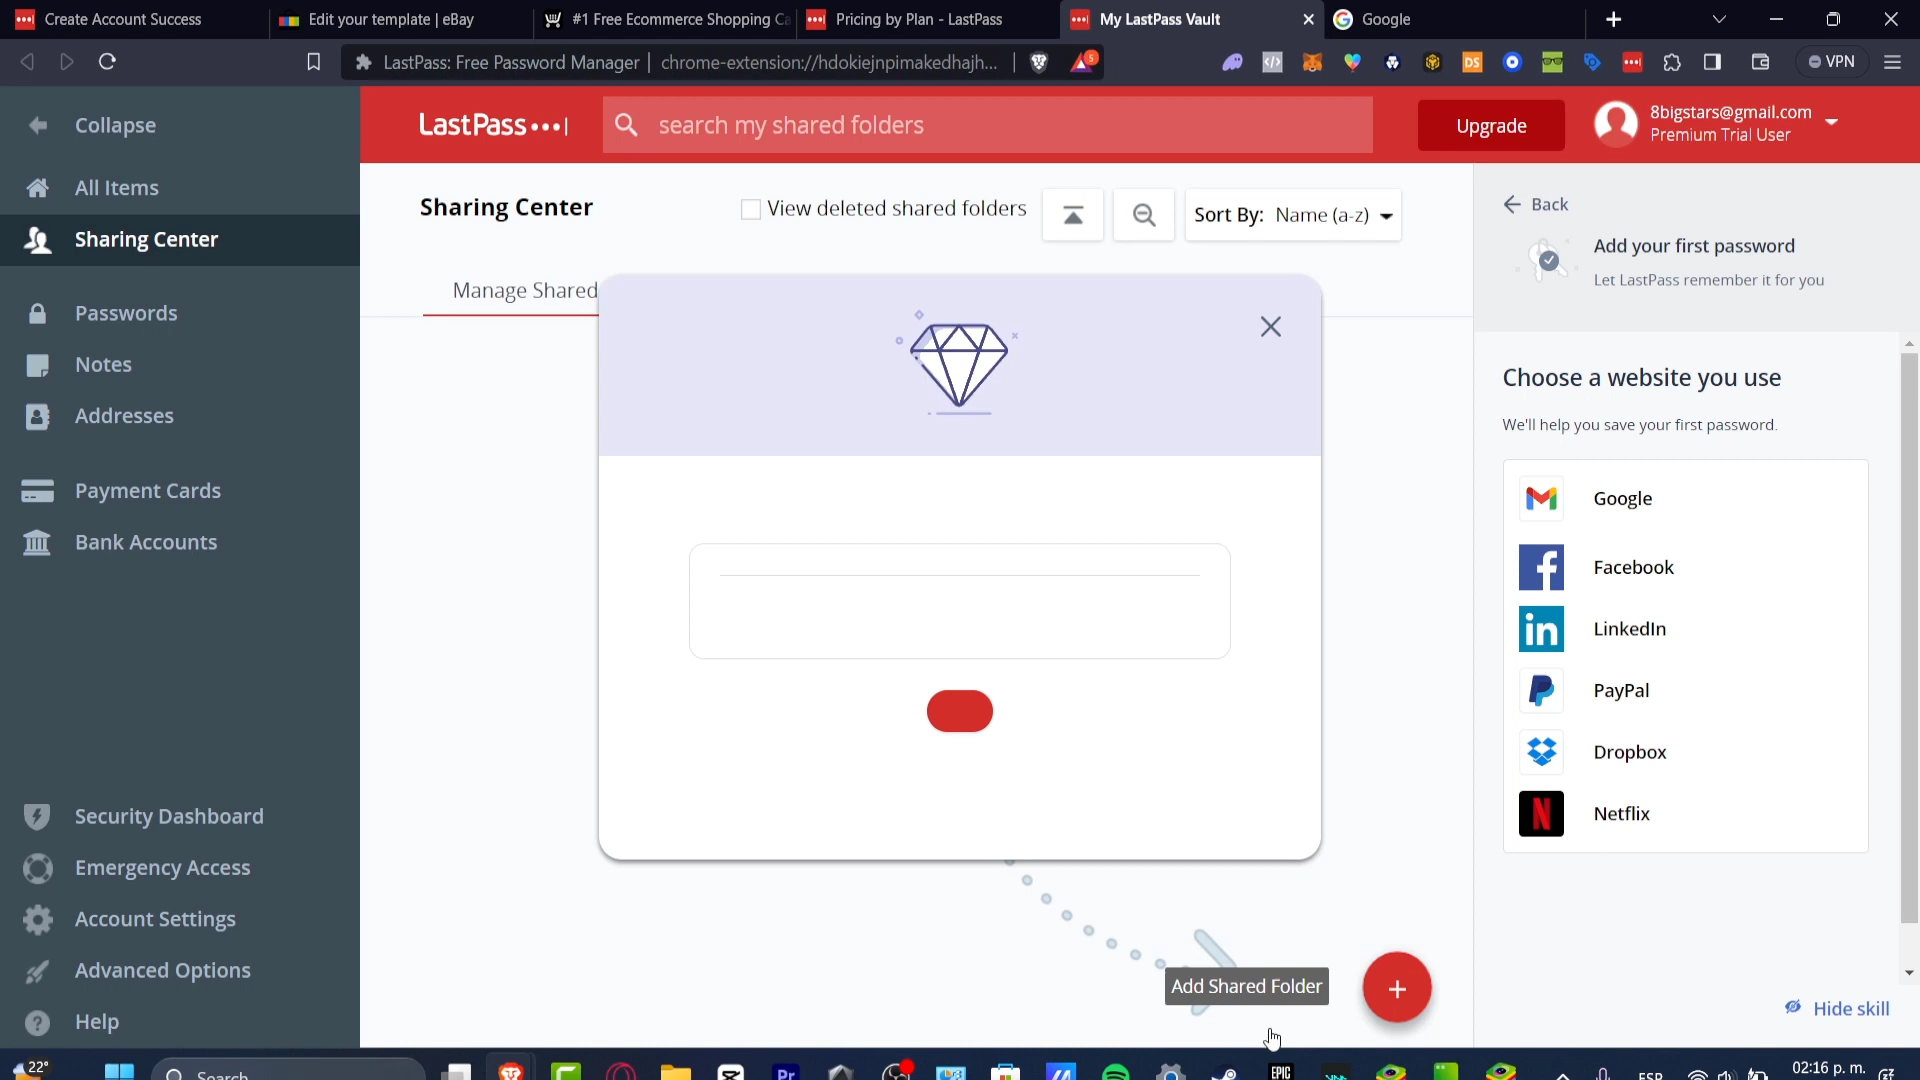 Create Account Success
Edit your template | eBay
#1 Free Ecommerce Shopping Ca
Pricing by Plan - LastPass
My LastPass Vault
Google
LastPass: Free Password Manager
chrome-extension://hdokiejnpimakedhajh...
5
DS
VPN
Collapse
All Items
Sharing Center
Passwords
Notes
Addresses
Payment Cards
Bank Accounts
Security Dashboard
Emergency Access
Account Settings
Advanced Options
Help
LastPass
search my shared folders
Upgrade
8bigstars@gmail.com
Premium Trial User
Sharing Center
View deleted shared folders
Sort By: Name (a-z)
Manage Shared
Add Shared Folder
+
Back
Add your first password
Let LastPass remember it for you
Choose a website you use
We'll help you save your first password.
Google
Facebook
LinkedIn
PayPal
Dropbox
Netflix
Hide skill
22°
Search
Pr
EPIC
ESP
02:16 p. m.